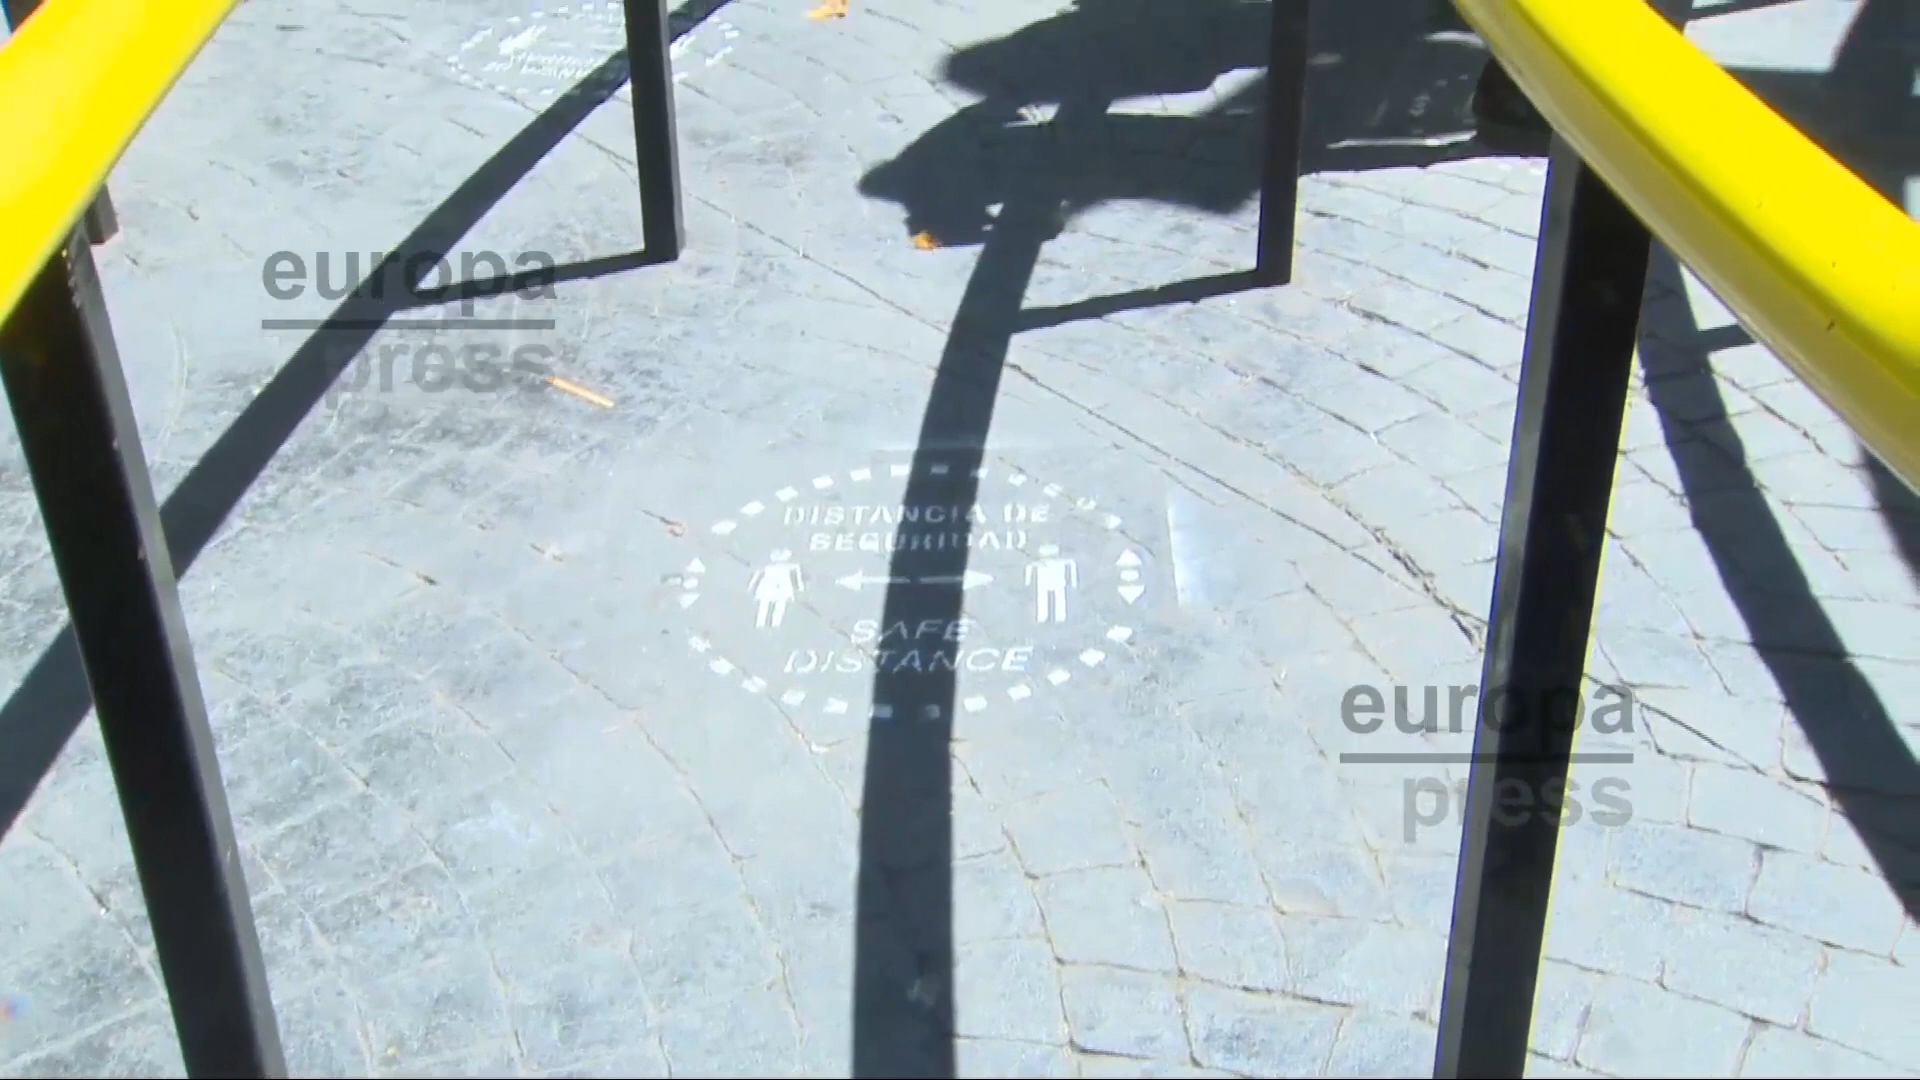 europa
press
DISTANCIA DE
SEGURIDAD
SAFE
DISTANCE
europa
press